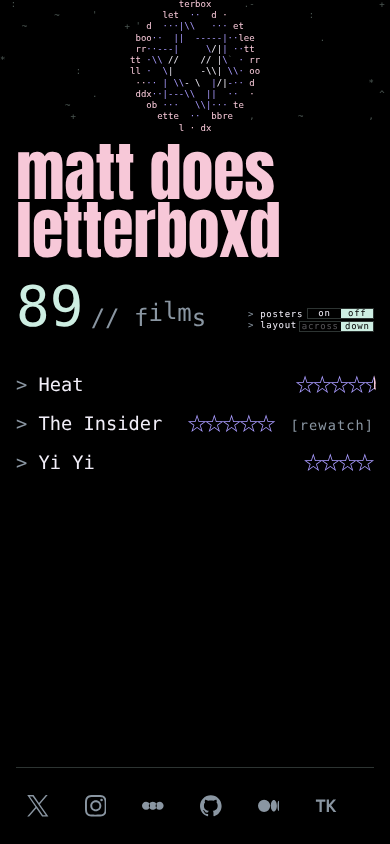 matt does
letterboxd
89 // films
> posters on off
> layout across down
> Heat ☆☆☆☆☆
> The Insider ☆☆☆☆☆ [rewatch]
> Yi Yi ☆☆☆☆
TK